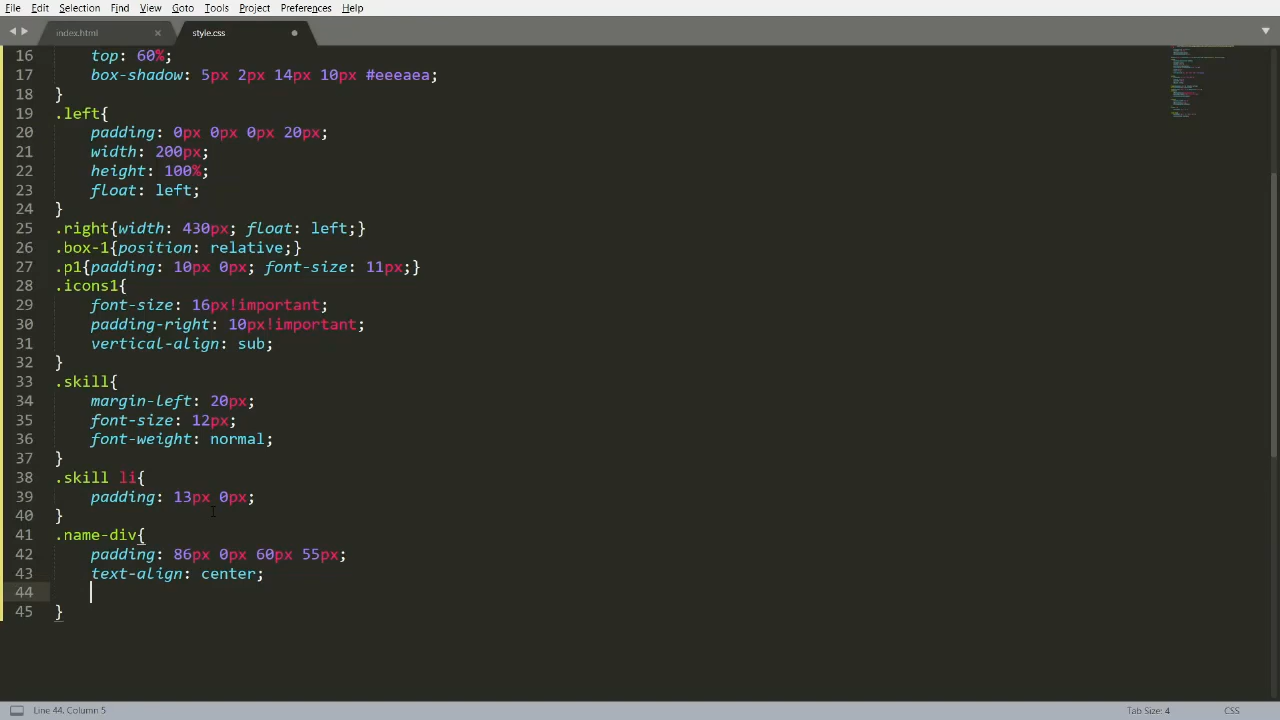 File Edit Selection Find View Goto Tools Project Preferences Help
index.html × style.css
16 top: 60%;
17 box-shadow: 5px 2px 14px 10px #eeeaea;
18 }
19 .left{
20 padding: 0px 0px 0px 20px;
21 width: 200px;
22 height: 100%;
23 float: left;
24 }
25 .right{width: 430px; float: left;}
26 .box-1{position: relative;}
27 .p1{padding: 10px 0px; font-size: 11px;}
28 .icons1{
29 font-size: 16px!important;
30 padding-right: 10px!important;
31 vertical-align: sub;
32 }
33 .skill{
34 margin-left: 20px;
35 font-size: 12px;
36 font-weight: normal;
37 }
38 .skill li{
39 padding: 13px 0px;
40 }
41 .name-div{
42 padding: 86px 0px 60px 55px;
43 text-align: center;
44
45 }
Line 44, Column 5 Tab Size: 4 CSS